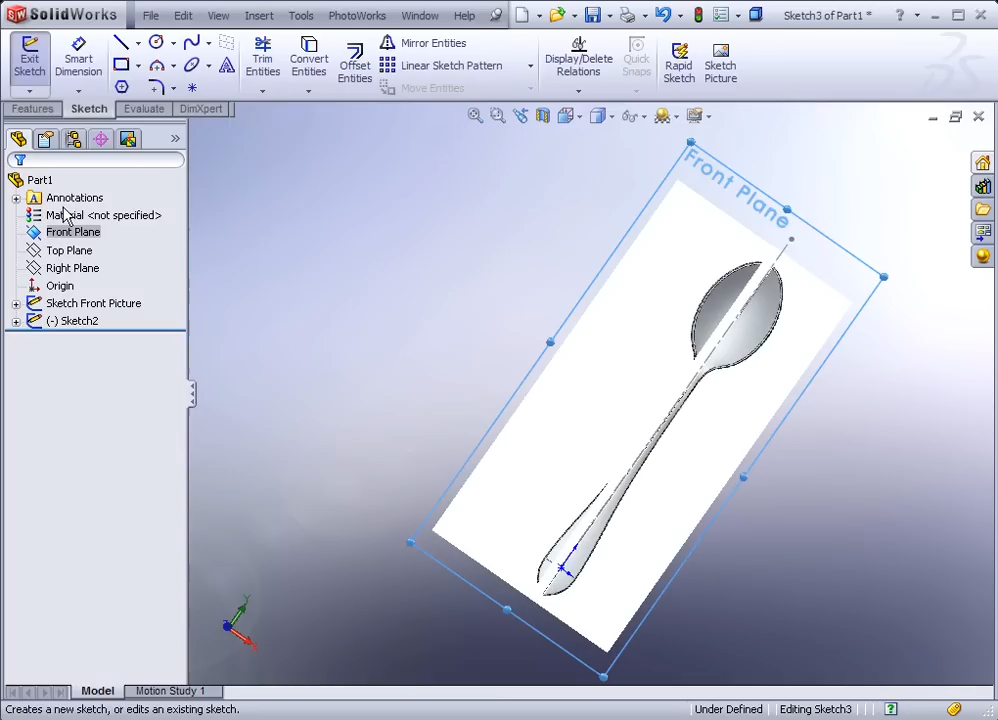 SolidWorks File Edit View Insert Tools PhotoWorks Window Help Sketch3 of Part1 * ?
Exit Sketch
Smart Dimension
Trim Entities
Convert Entities
Offset Entities
Mirror Entities
Linear Sketch Pattern
Move Entities
Display/Delete Relations
Quick Snaps
Rapid Sketch
Sketch Picture
Features Sketch Evaluate DimXpert
Part1
Annotations
Material <not specified>
Front Plane
Top Plane
Right Plane
Origin
Sketch Front Picture
(-) Sketch2
Front Plane
Y
X
Model Motion Study 1
Creates a new sketch, or edits an existing sketch. Under Defined Editing Sketch3 ?